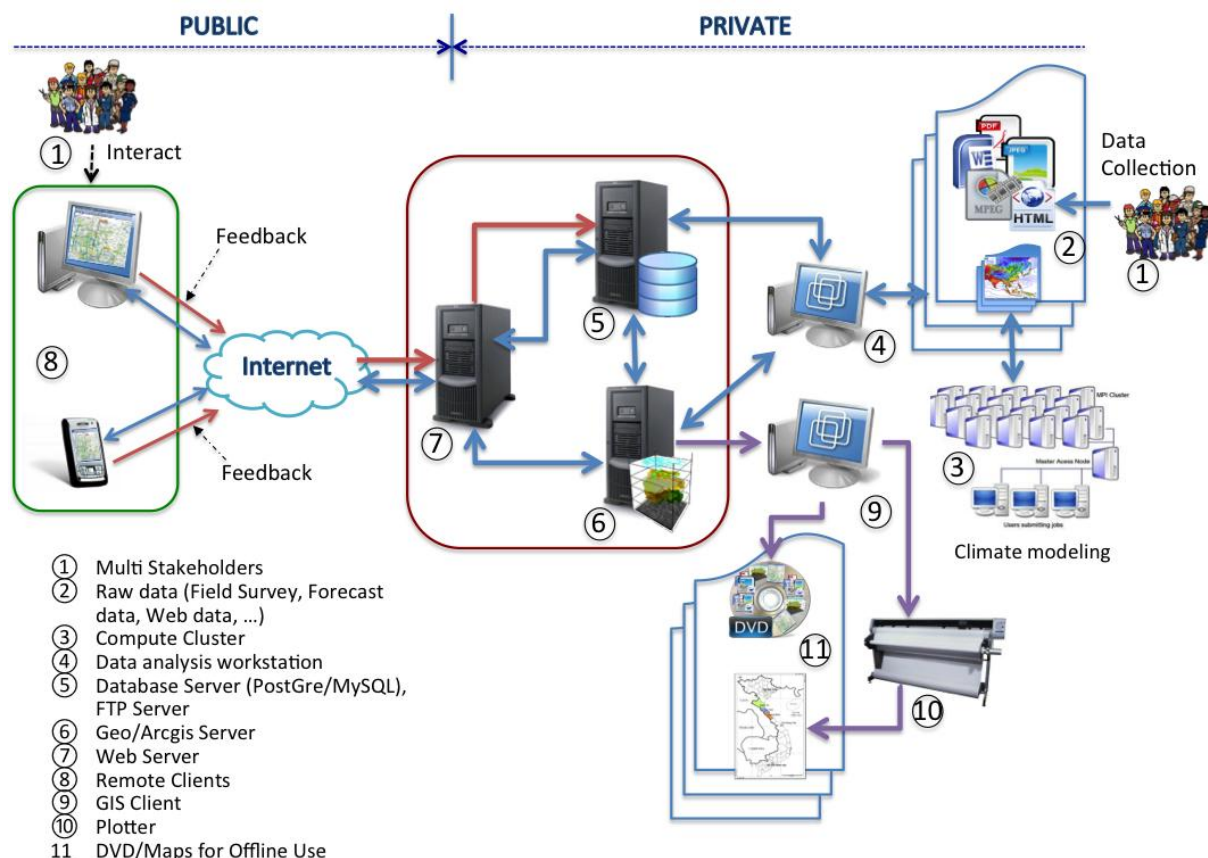 PUBLIC
PRIVATE
1
Interact
Feedback
8
Internet
Feedback
7
5
6
4
9
PDF
W
JPEG
MPEG
HTML
2
Data
Collection
1
MPI Cluster
Master Acess Node
3
Users submitting jobs
Climate modeling
DVD
11
10
1 Multi Stakeholders
2 Raw data (Field Survey, Forecast
data, Web data, ...)
3 Compute Cluster
4 Data analysis workstation
5 Database Server (PostGre/MySQL),
FTP Server
6 Geo/Arcgis Server
7 Web Server
8 Remote Clients
9 GIS Client
10 Plotter
11 DVD/Maps for Offline Use